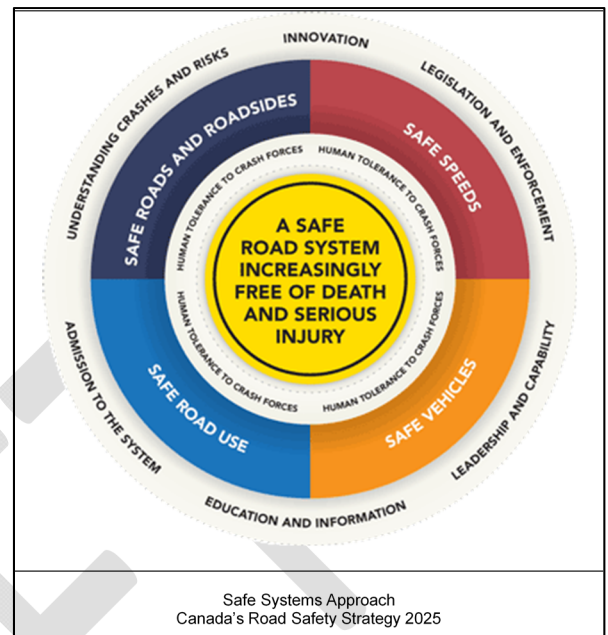 INNOVATION
UNDERSTANDING CRASHES AND RISKS
LEGISLATION AND ENFORCEMENT
SAFE ROADS AND ROADSIDES
SAFE SPEEDS
HUMAN TOLERANCE TO CRASH FORCES
HUMAN TOLERANCE TO CRASH FORCES
A SAFE
ROAD SYSTEM
INCREASINGLY
FREE OF DEATH
AND SERIOUS
INJURY
HUMAN TOLERANCE TO CRASH FORCES
HUMAN TOLERANCE TO CRASH FORCES
SAFE ROAD USE
SAFE VEHICLES
ADMISSION TO THE SYSTEM
LEADERSHIP AND CAPABILITY
EDUCATION AND INFORMATION
Safe Systems Approach
Canada's Road Safety Strategy 2025